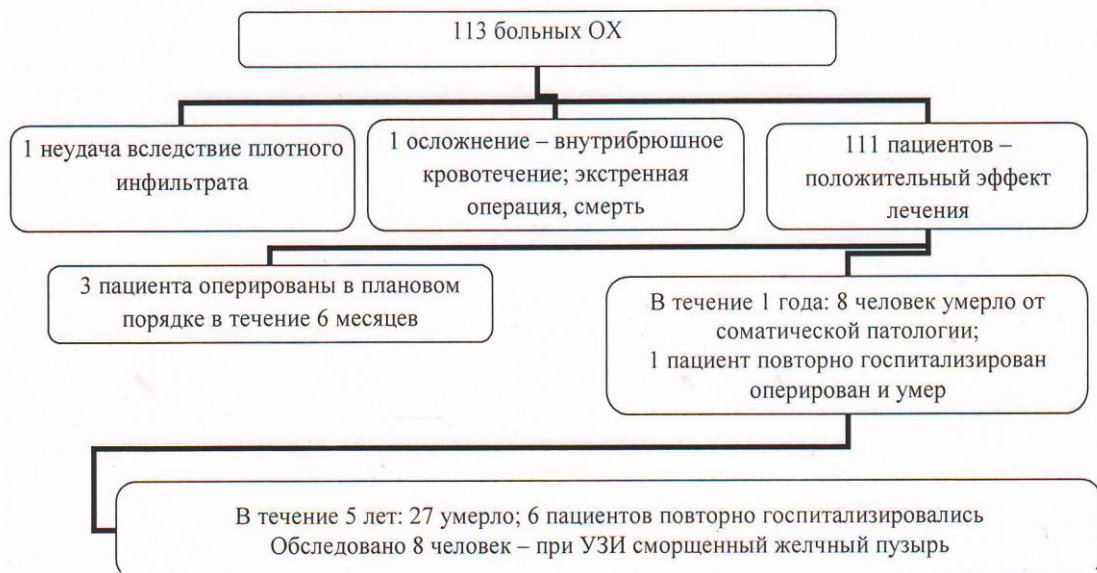 113 больных ОХ
1 неудача вследствие плотного
инфильтрата
1 осложнение – внутрибрюшное
кровотечение; экстренная
операция, смерть
111 пациентов –
положительный эффект
лечения
3 пациента оперированы в плановом
порядке в течение 6 месяцев
В течение 1 года: 8 человек умерло от
соматической патологии;
1 пациент повторно госпитализирован
оперирован и умер
В течение 5 лет: 27 умерло; 6 пациентов повторно госпитализировались
Обследовано 8 человек – при УЗИ сморщенный желчный пузырь